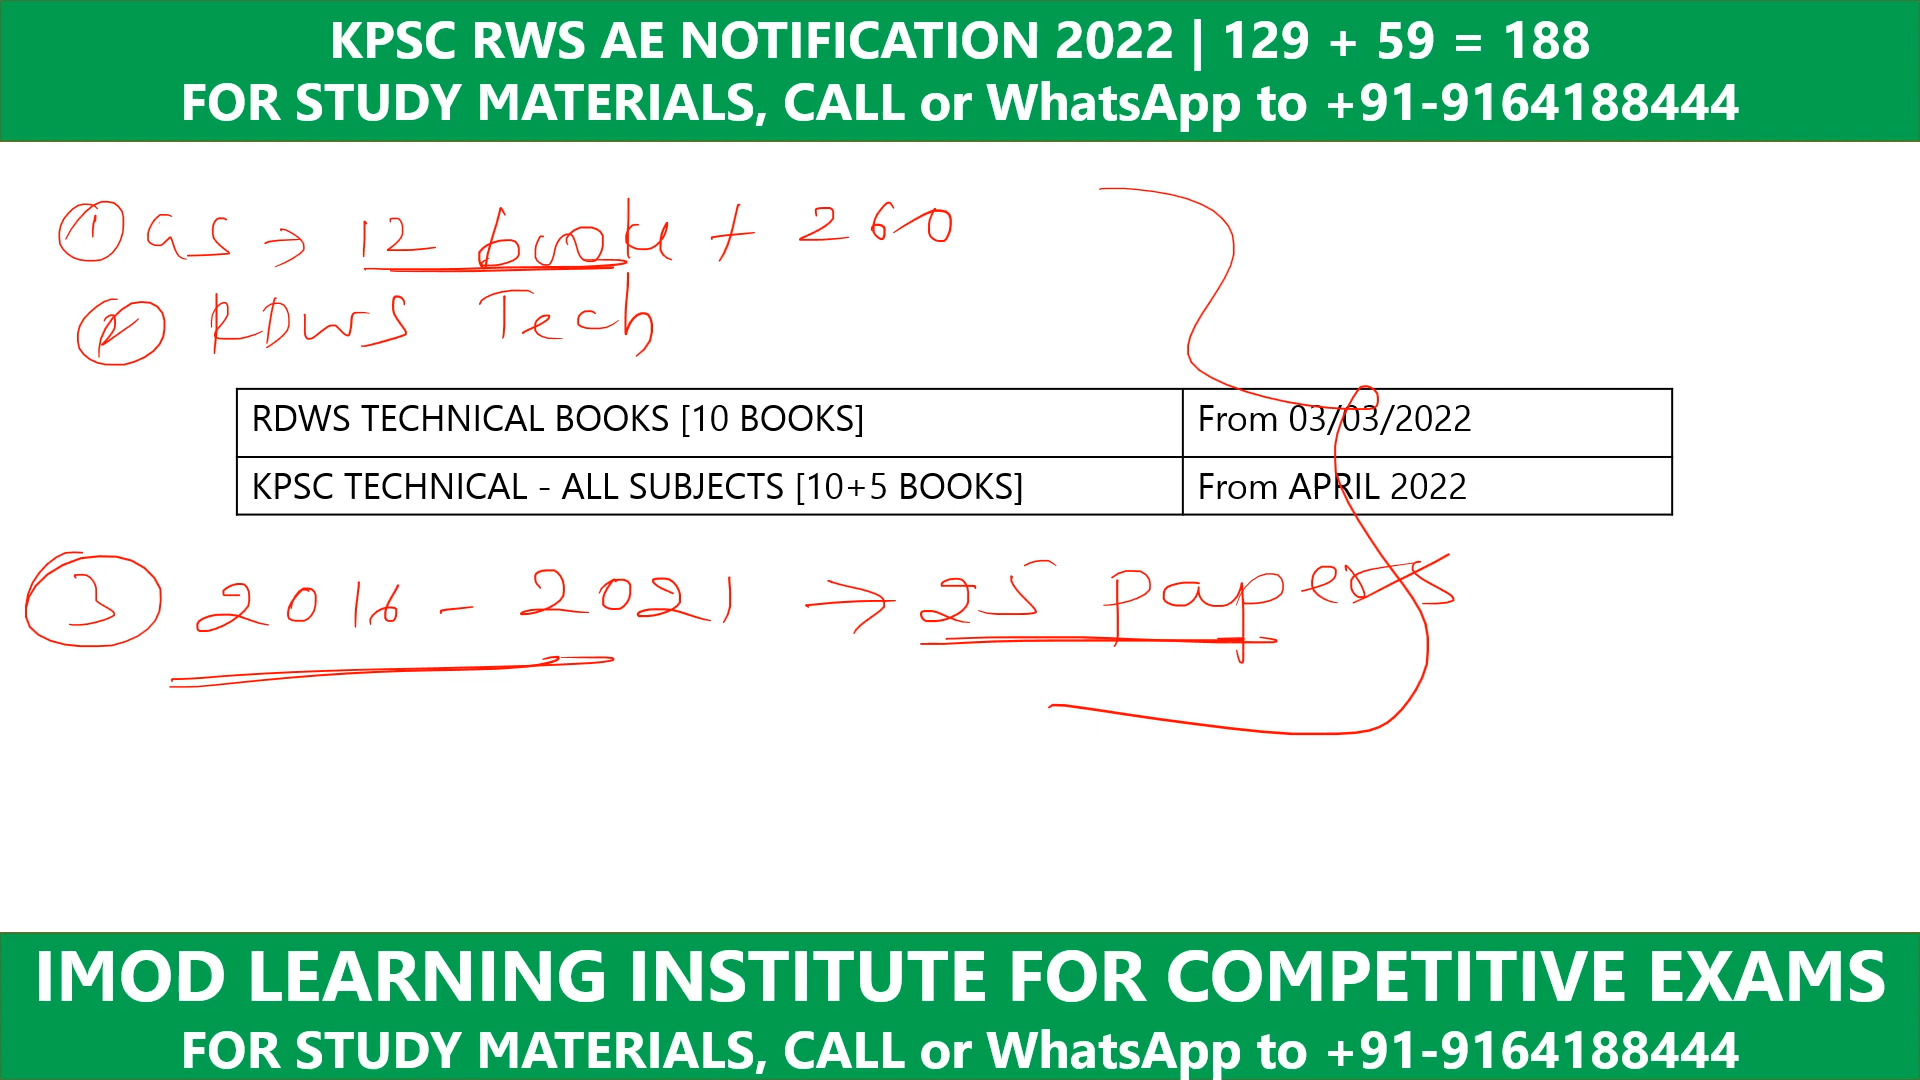 KPSC RWS AE NOTIFICATION 2022 | 129 + 59 = 188
FOR STUDY MATERIALS, CALL or WhatsApp to +91-9164188444
① GS → 12 books + 260
② RDWS Tech
RDWS TECHNICAL BOOKS [10 BOOKS] From 03/03/2022
KPSC TECHNICAL - ALL SUBJECTS [10+5 BOOKS] From APRIL 2022
③ 2016 - 2021 → 25 papers
IMOD LEARNING INSTITUTE FOR COMPETITIVE EXAMS
FOR STUDY MATERIALS, CALL or WhatsApp to +91-9164188444